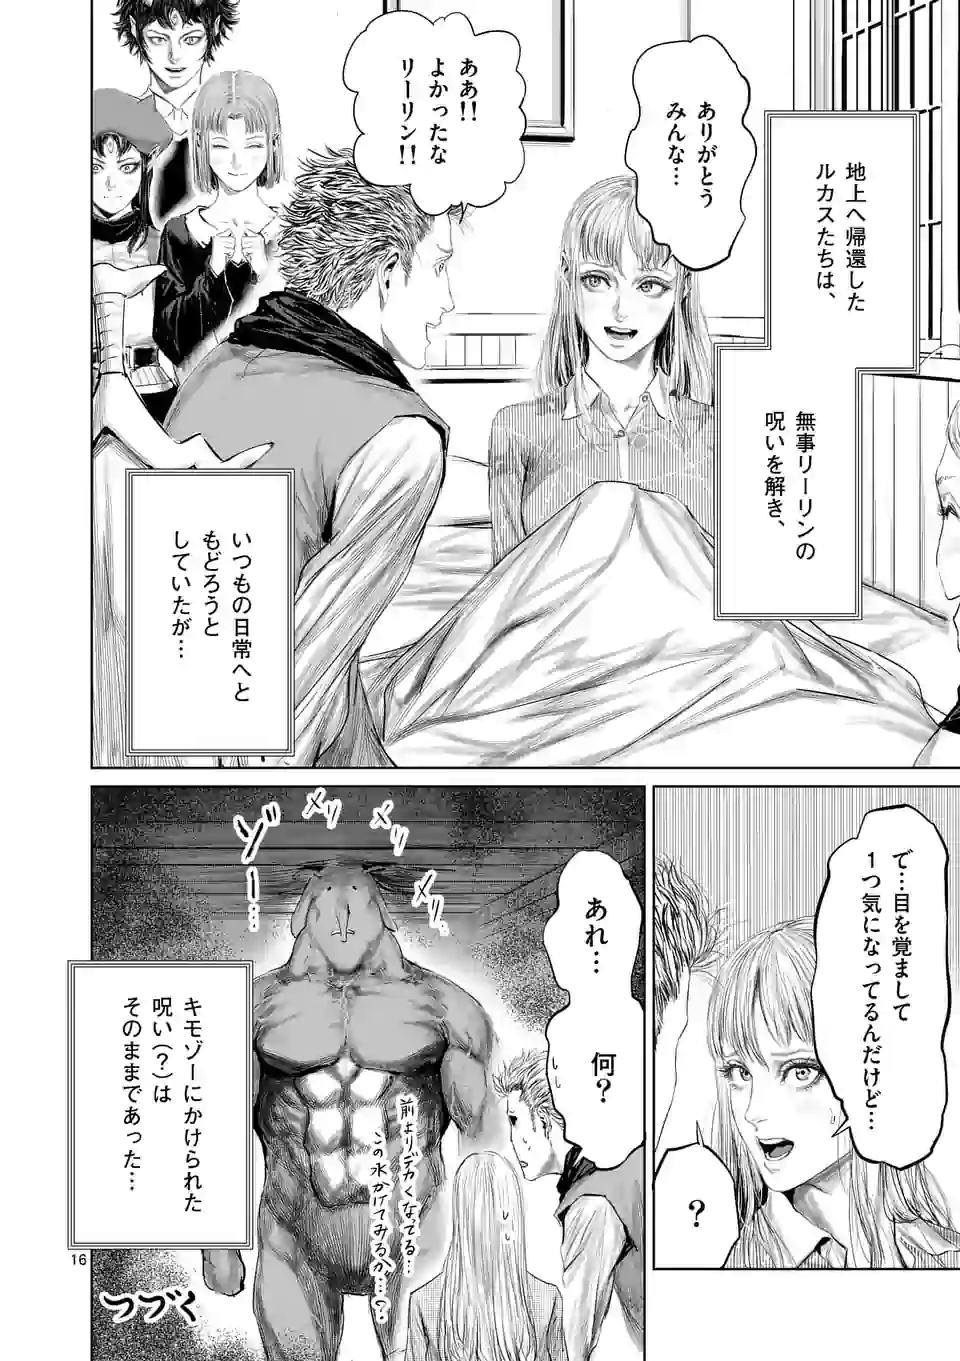 地上へ帰還した
ルカスたちは、
無事リーリンの
呪いを解き、
ありがとう
みんな…
ああ!!
よかったな
リーリン!!
いつもの日常へと
もどろうと
していたが…
で…目を覚まして
1つ気になってるんだけど…
?
あれ…
何?
メリ
メリ
メリ
ゾーー…
前よりデカくなってる…
この水かけてみるか…?
キモゾーにかけられた
呪い(?)は
そのままであった…
つづく
16